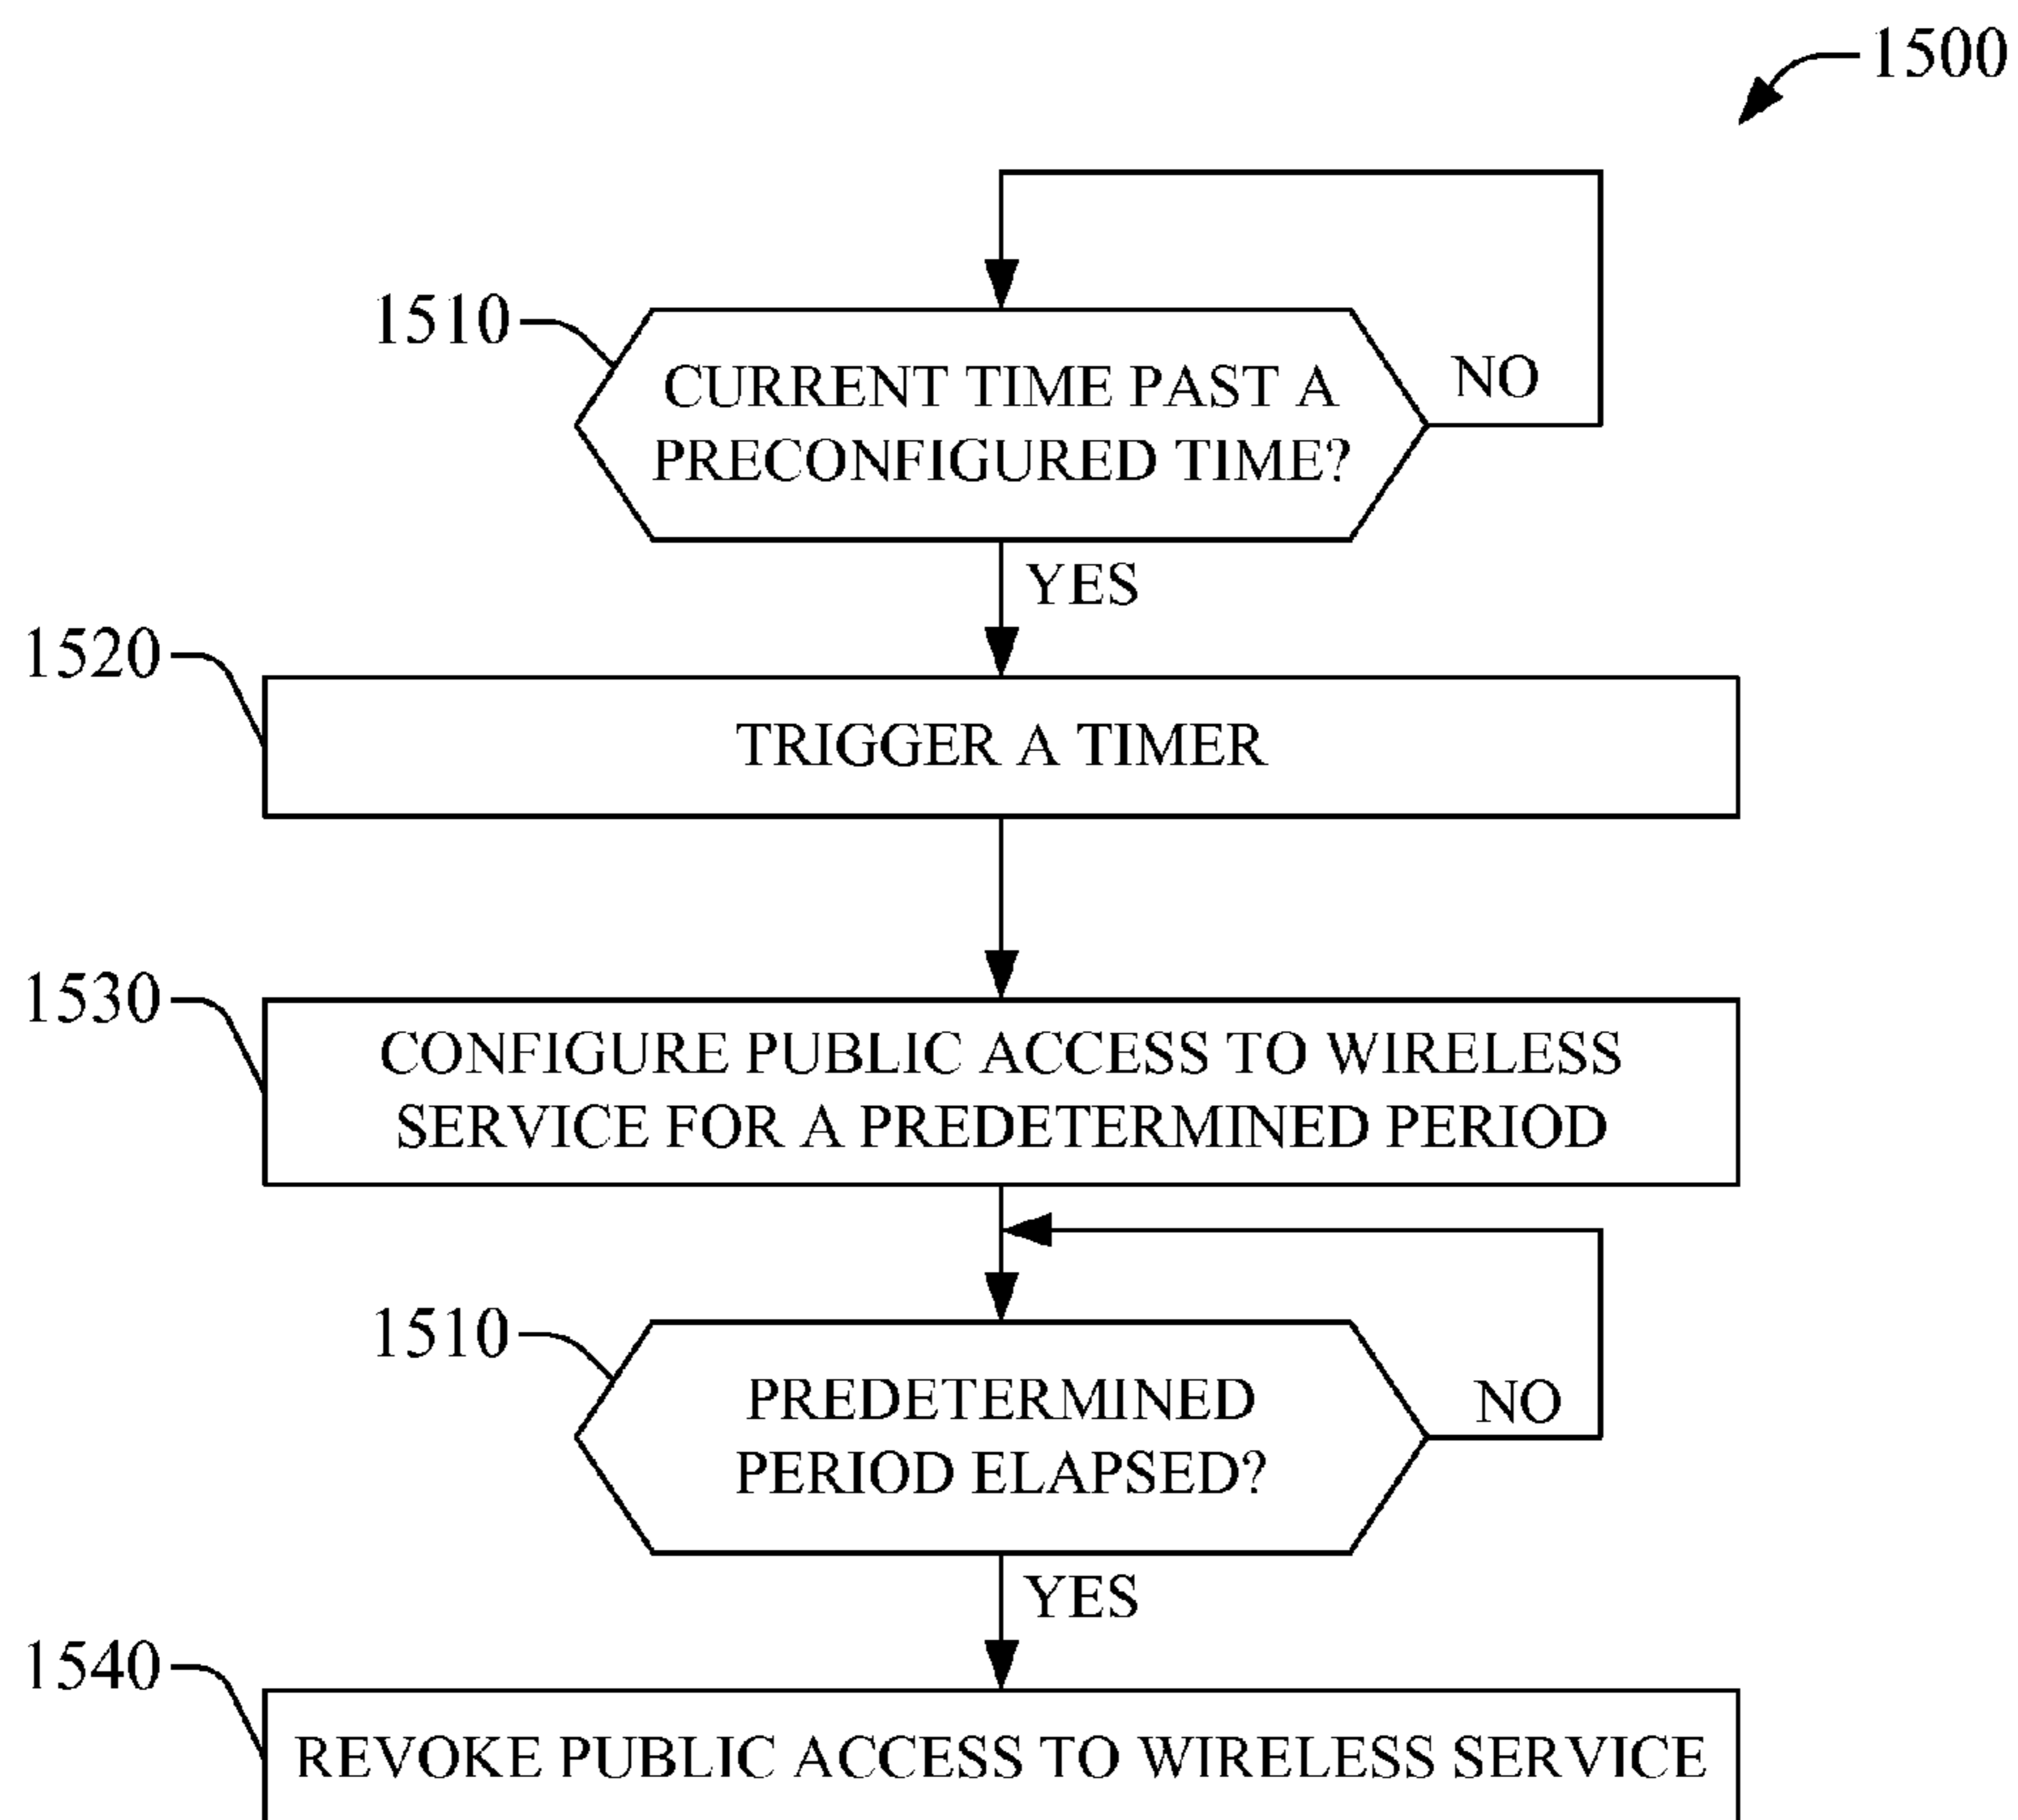 1500
1510
CURRENT TIME PAST A
PRECONFIGURED TIME?
NO
YES
1520
TRIGGER A TIMER
1530
CONFIGURE PUBLIC ACCESS TO WIRELESS
SERVICE FOR A PREDETERMINED PERIOD
1510
PREDETERMINED
PERIOD ELAPSED?
NO
YES
1540
REVOKE PUBLIC ACCESS TO WIRELESS SERVICE